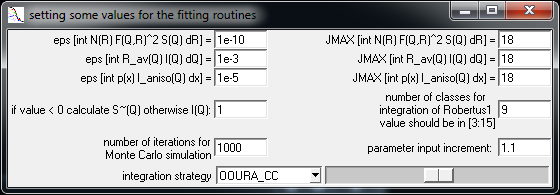 setting some values for the fitting routines
eps [int N(R) F(Q,R)^2 S(Q) dR] = 1e-10 JMAX [int N(R) F(Q,R)^2 S(Q) dR] = 18
eps [int R_av(Q) I(Q) dQ] = 1e-3 JMAX [int R_av(Q) I(Q) dQ] = 18
eps [int p(x) I_aniso(Q) dx] = 1e-5 JMAX [int p(x) I_aniso(Q) dx] = 18
if value < 0 calculate S~(Q) otherwise I(Q): 1
number of classes for
integration of Robertus1 9
value should be in [3:15]
number of iterations for
Monte Carlo simulation 1000
parameter input increment: 1.1
integration strategy OOURA_CC